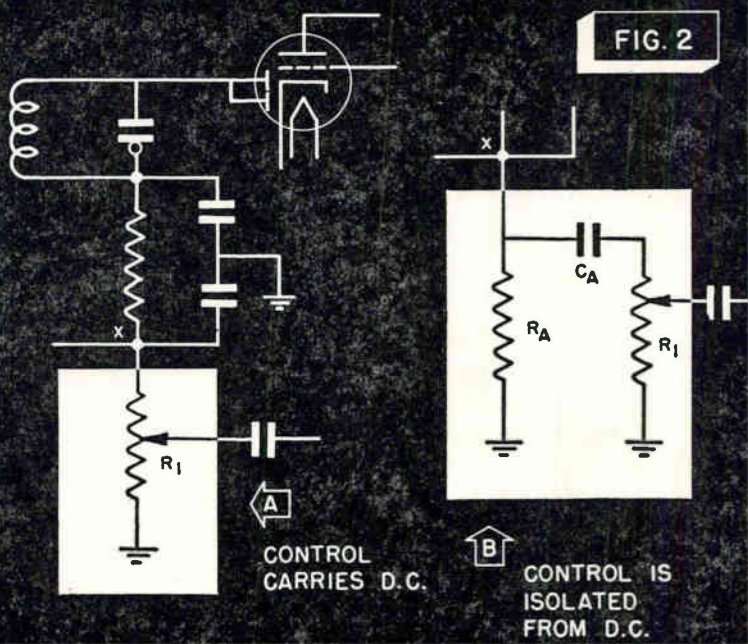 FIG. 2
X
R1
A
CONTROL
CARRIES D.C.
X
CA
RA
R1
B
CONTROL IS
ISOLATED
FROM D.C.